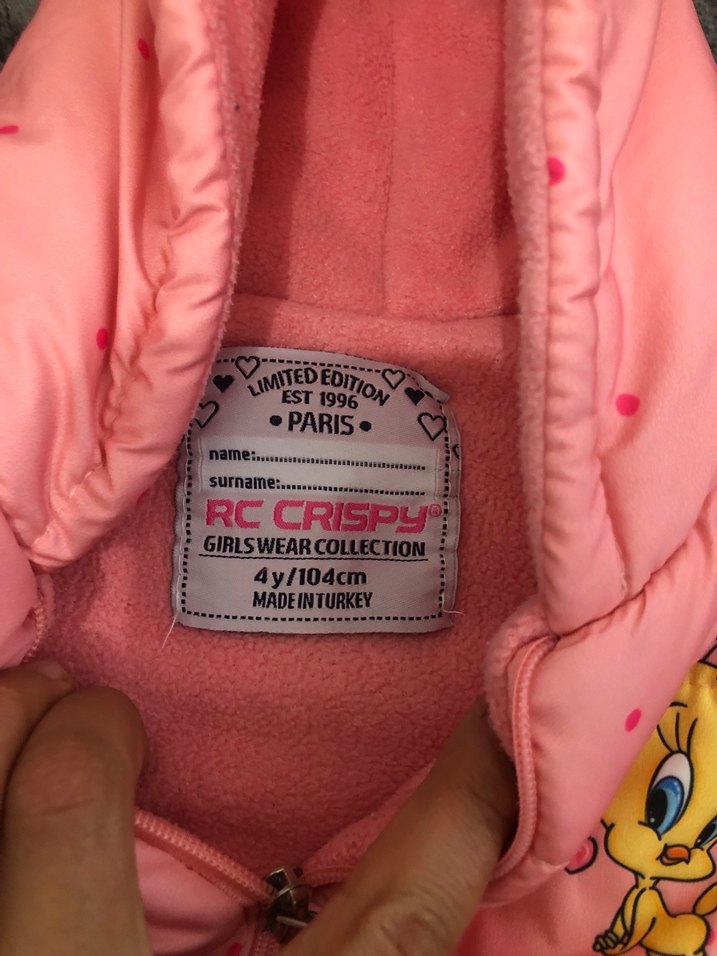 LIMITED EDITION
EST 1996
• PARIS •
name:
surname:
RC CRISPY®
GIRLS WEAR COLLECTION
4 y/104cm
MADE IN TURKEY